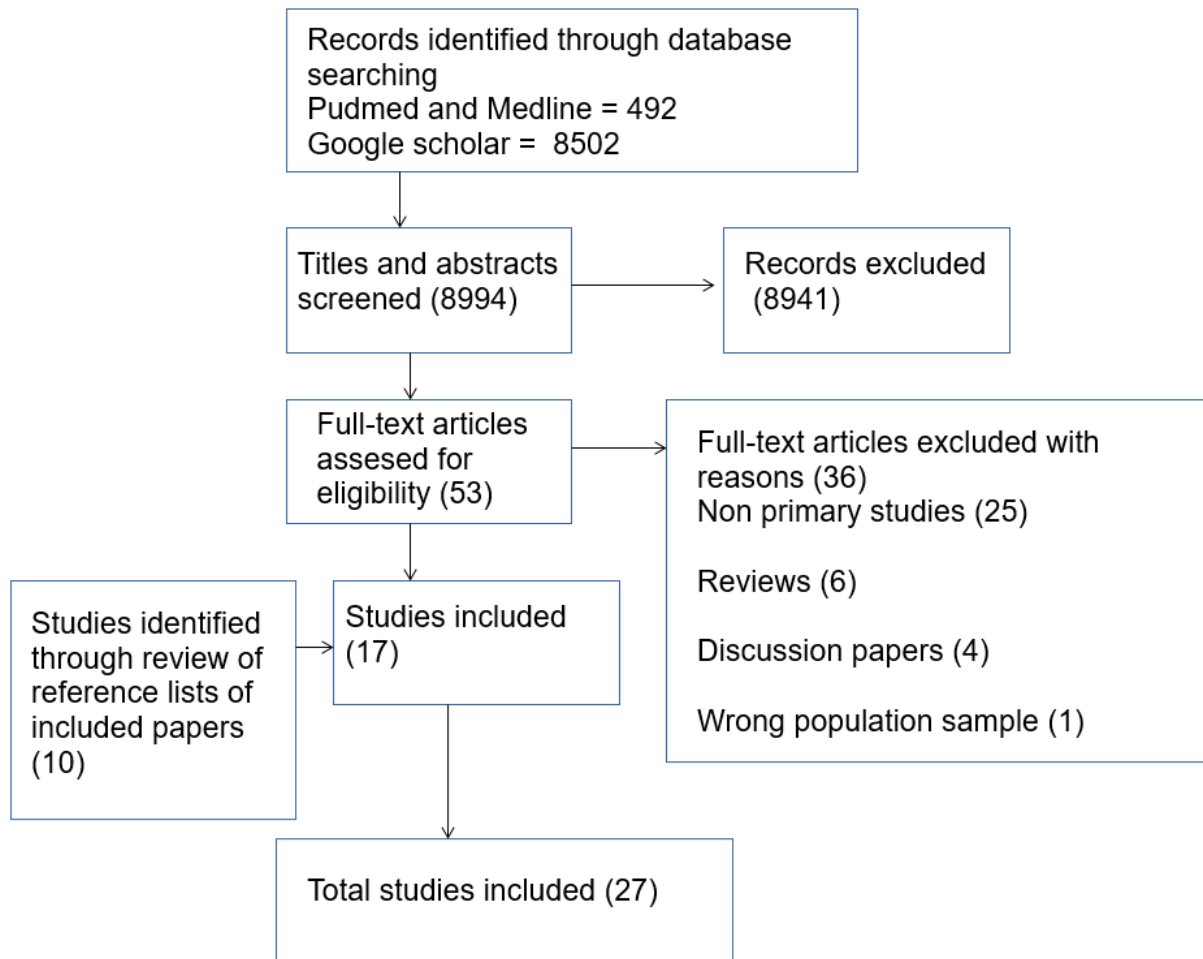 Records identified through database
searching
Pudmed and Medline = 492
Google scholar =  8502
Titles and abstracts
screened (8994)
Records excluded
(8941)
Full-text articles
assesed for
eligibility (53)
Full-text articles excluded with
reasons (36)
Non primary studies (25)
Reviews (6)
Discussion papers (4)
Wrong population sample (1)
Studies identified
through review of
reference lists of
included papers
(10)
Studies included
(17)
Total studies included (27)